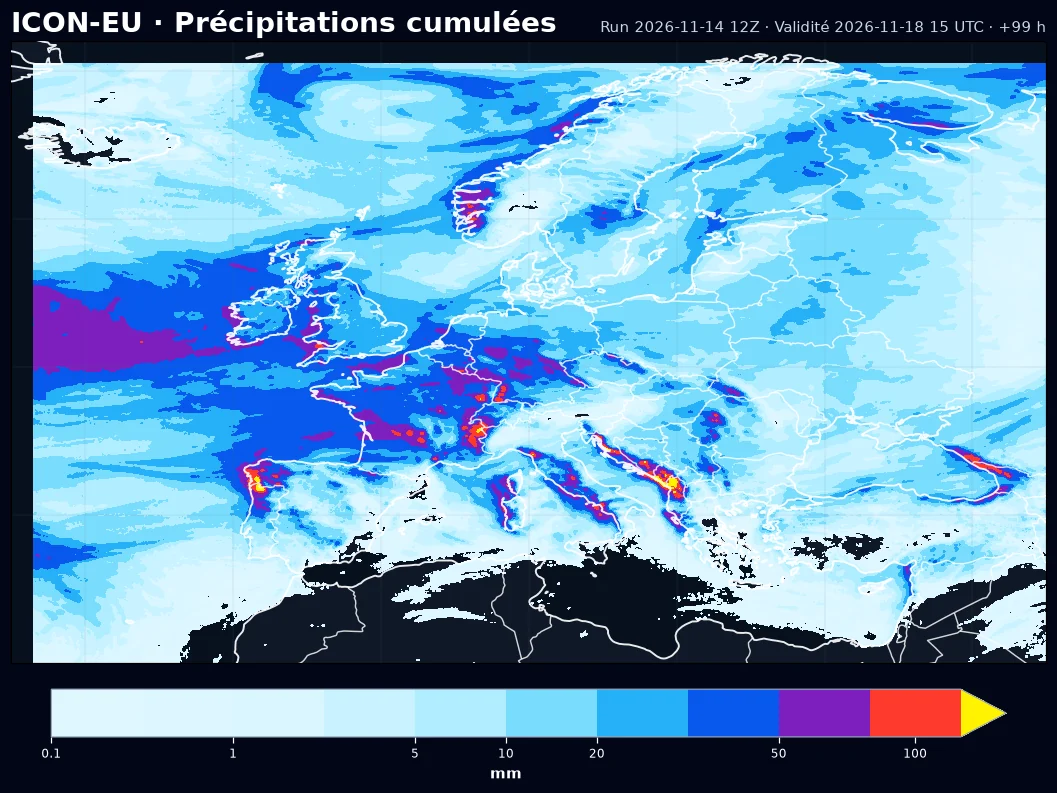 ICON-EU · Précipitations cumulées
Run 2026-11-14 12Z · Validité 2026-11-18 15 UTC · +99 h
0.1 1 5 10 20 50 100
mm